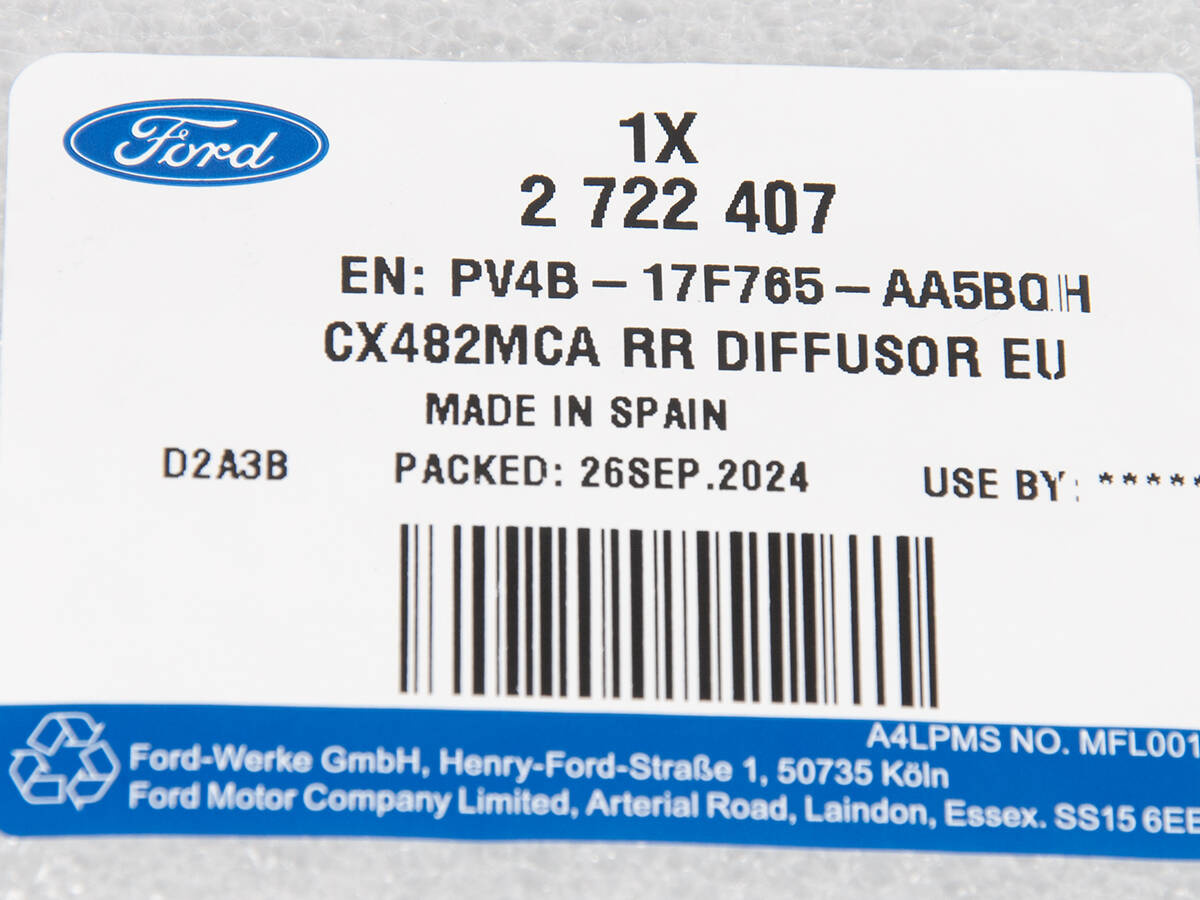 Ford
1X
2 722 407
EN: PV4B - 17F765 - AA5BQ
CX482MCA RR DIFFUSOR EU
MADE IN SPAIN
D2A3B PACKED: 26SEP.2024 USE BY: *****
A4LPMS NO. MFL001
Ford-Werke GmbH, Henry-Ford-Straße 1, 50735 Köln
Ford Motor Company Limited, Arterial Road, Laindon, Essex. SS15 6EE